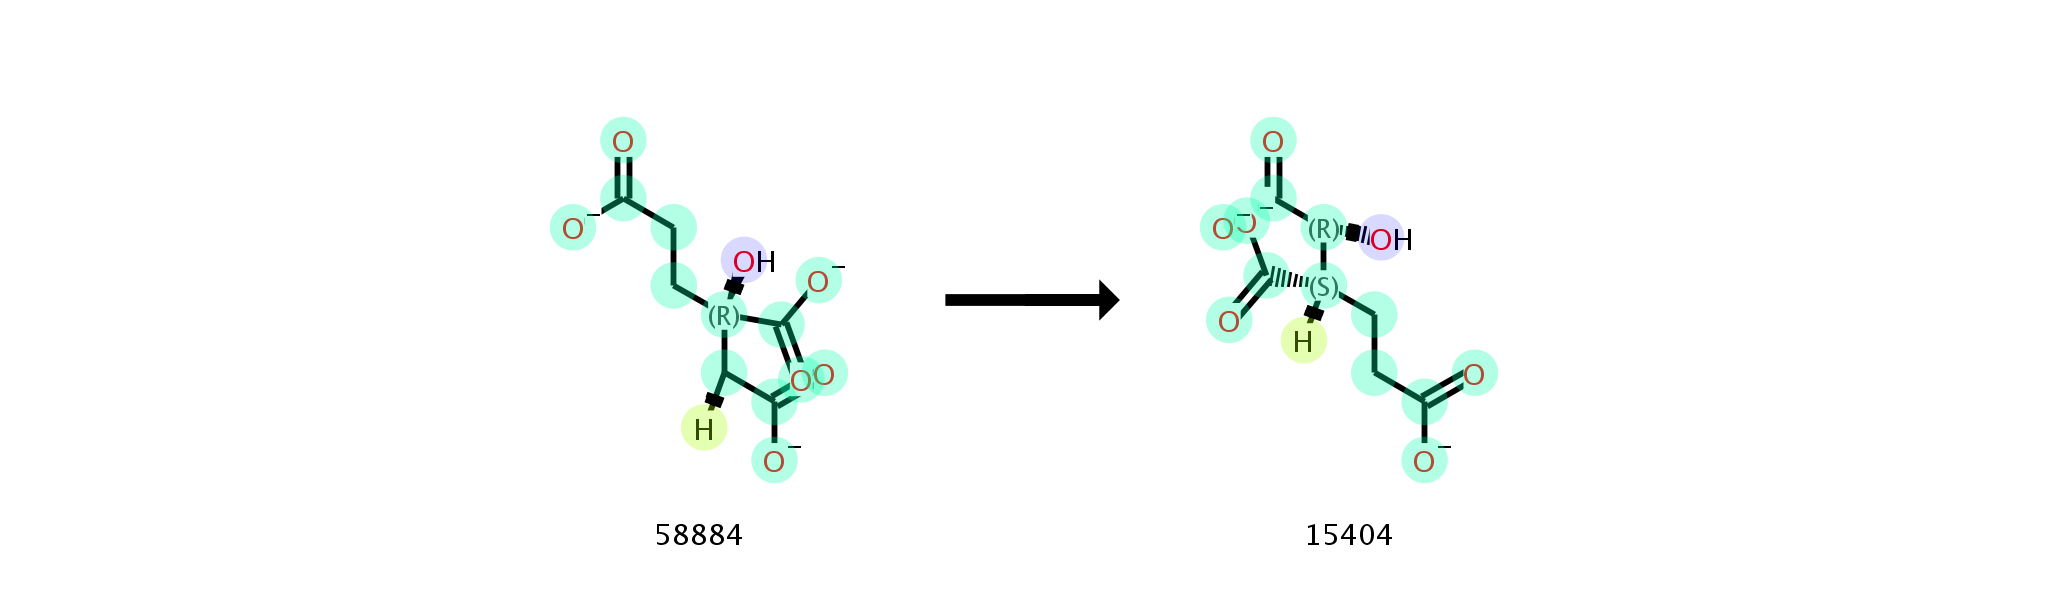 O O
O⁻ O⁻ O⁻
(R) OH
OH
O⁻
(R) (S)
O
H
O O O
H
O⁻ O⁻
58884 15404